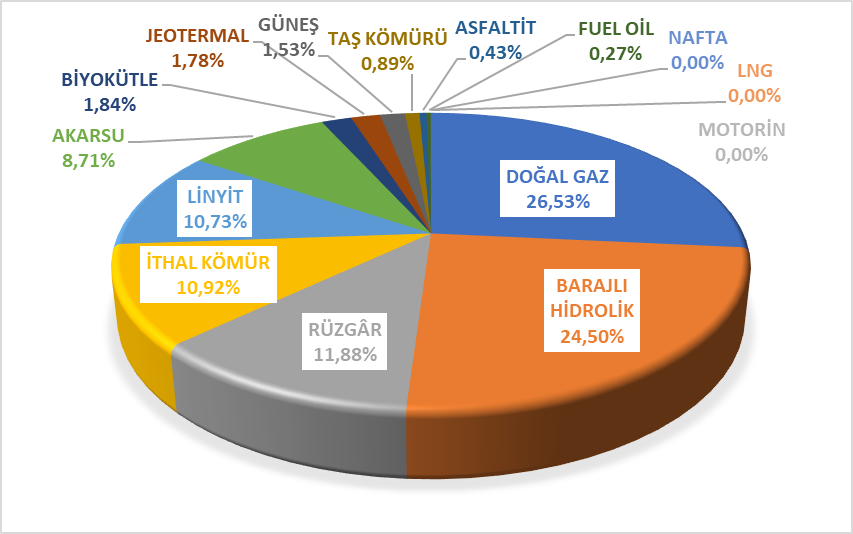 DOĞAL GAZ
26,53%
BARAJLI
HİDROLİK
24,50%
RÜZGÂR
11,88%
İTHAL KÖMÜR
10,92%
LİNYİT
10,73%
AKARSU
8,71%
BİYOKÜTLE
1,84%
JEOTERMAL
1,78%
GÜNEŞ
1,53%
TAŞ KÖMÜRÜ
0,89%
ASFALTİT
0,43%
FUEL OİL
0,27%
NAFTA
0,00%
LNG
0,00%
MOTORİN
0,00%